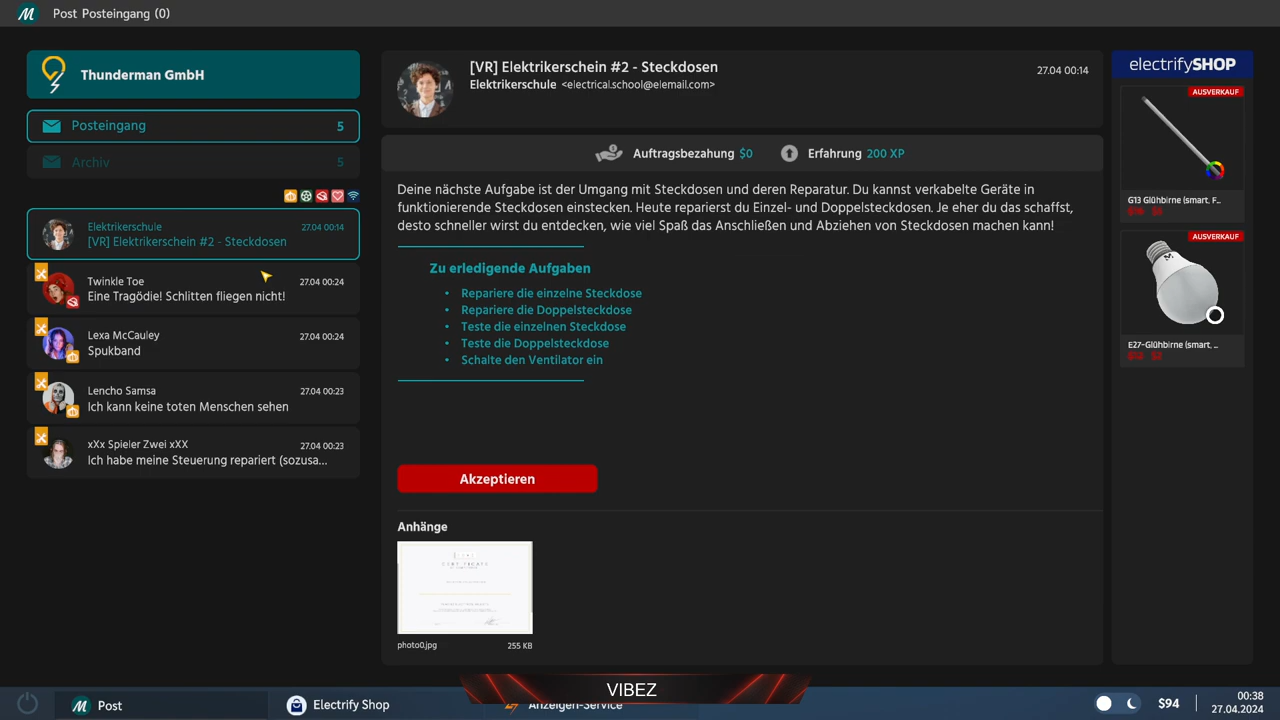 Post Posteingang (0)
Thunderman GmbH
Posteingang 5
Archiv 5
Elektrikerschule 27.04 00:14
[VR] Elektrikerschein #2 - Steckdosen
Twinkle Toe 27.04 00:24
Eine Tragödie! Schlitten fliegen nicht!
Lexa McCauley 27.04 00:24
Spukband
Lencho Samsa 27.04 00:23
Ich kann keine toten Menschen sehen
xXx Spieler Zwei xXX 27.04 00:23
Ich habe meine Steuerung repariert (sozusa...
[VR] Elektrikerschein #2 - Steckdosen
27.04 00:14
Elektrikerschule <electrical.school@elemail.com>
Auftragsbezahung $0 Erfahrung 200 XP
Deine nächste Aufgabe ist der Umgang mit Steckdosen und deren Reparatur. Du kannst verkabelte Geräte in
funktionierende Steckdosen einstecken. Heute reparierst du Einzel- und Doppelsteckdosen. Je eher du das schaffst,
desto schneller wirst du entdecken, wie viel Spaß das Anschließen und Abziehen von Steckdosen machen kann!
Zu erledigende Aufgaben
• Repariere die einzelne Steckdose
• Repariere die Doppelsteckdose
• Teste die einzelnen Steckdose
• Teste die Doppelsteckdose
• Schalte den Ventilator ein
Akzeptieren
Anhänge
photo0.jpg 255 KB
electrifySHOP
AUSVERKAUF
G13 Glühbirne (smart, F...
AUSVERKAUF
E27-Glühbirne (smart, ...
VIBEZ
Post
Electrify Shop
Anzeigen-Service
$94
00:38
27.04.2024